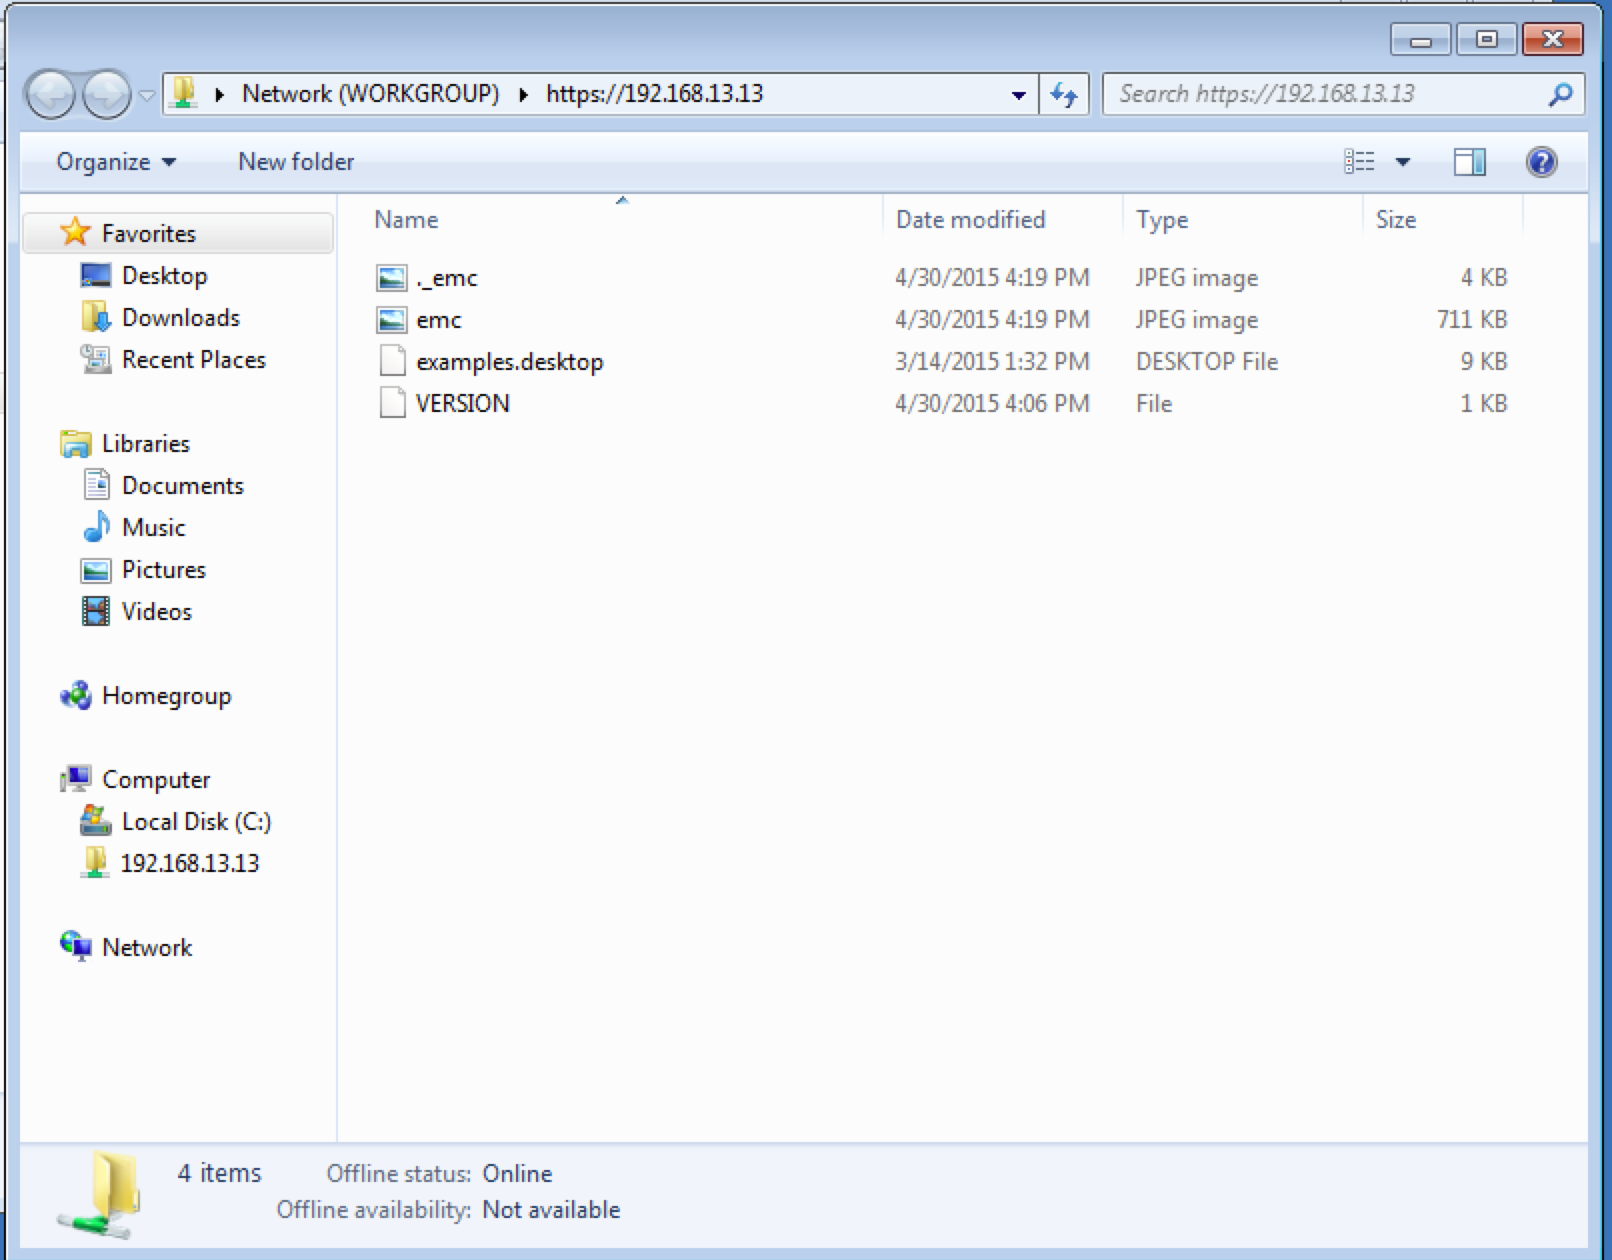 Network (WORKGROUP) https://192.168.13.13 Search https://192.168.13.13
Organize New folder
Name Date modified Type Size
._emc 4/30/2015 4:19 PM JPEG image 4 KB
emc 4/30/2015 4:19 PM JPEG image 711 KB
examples.desktop 3/14/2015 1:32 PM DESKTOP File 9 KB
VERSION 4/30/2015 4:06 PM File 1 KB
Favorites
Desktop
Downloads
Recent Places
Libraries
Documents
Music
Pictures
Videos
Homegroup
Computer
Local Disk (C:)
192.168.13.13
Network
4 items Offline status: Online
Offline availability: Not available